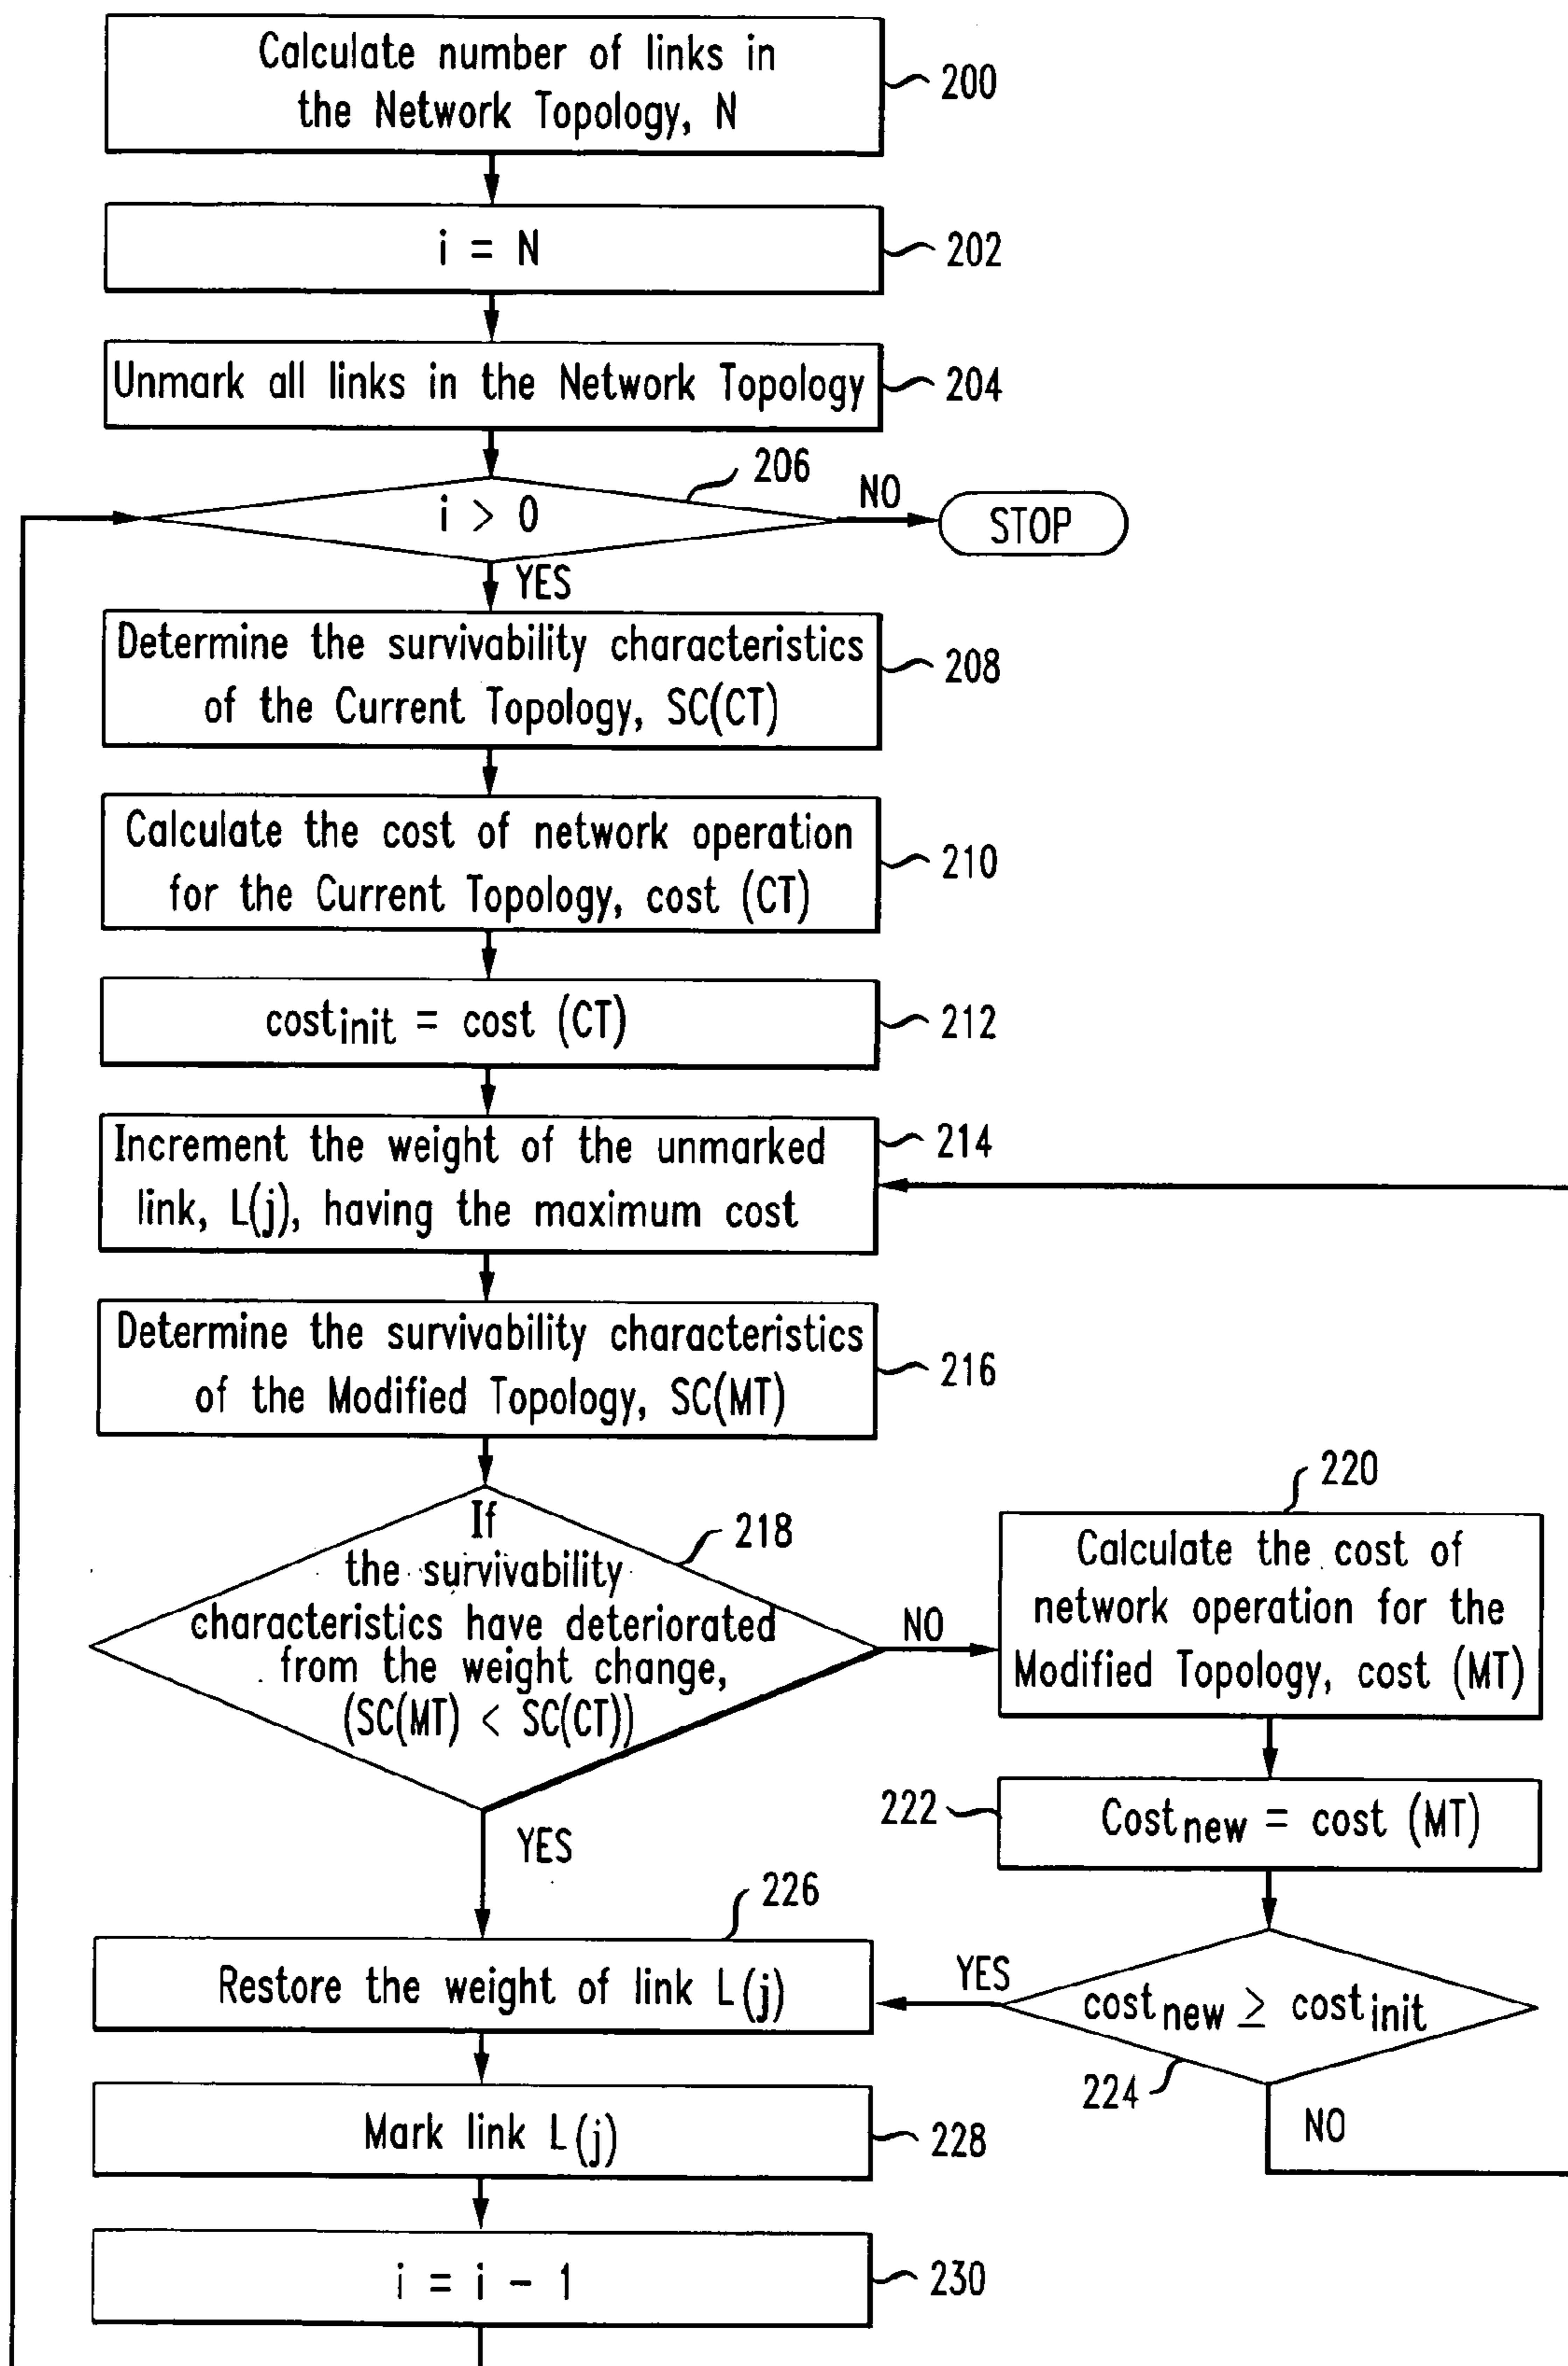 Calculate number of links in
the Network Topology, N
200
i = N
202
Unmark all links in the Network Topology
204
206
i > 0
NO
STOP
YES
Determine the survivability characteristics
of the Current Topology, SC(CT)
208
Calculate the cost of network operation
for the Current Topology, cost (CT)
210
costinit = cost (CT)
212
Increment the weight of the unmarked
link, L(j), having the maximum cost
214
Determine the survivability characteristics
of the Modified Topology, SC(MT)
216
If
the survivability
characteristics have deteriorated
from the weight change,
(SC(MT) < SC(CT))
218
NO
220
Calculate the cost of
network operation for the
Modified Topology, cost (MT)
222
Costnew = cost (MT)
YES
226
Restore the weight of link L(j)
YES
costnew ≥ costinit
224
NO
Mark link L(j)
228
i = i - 1
230